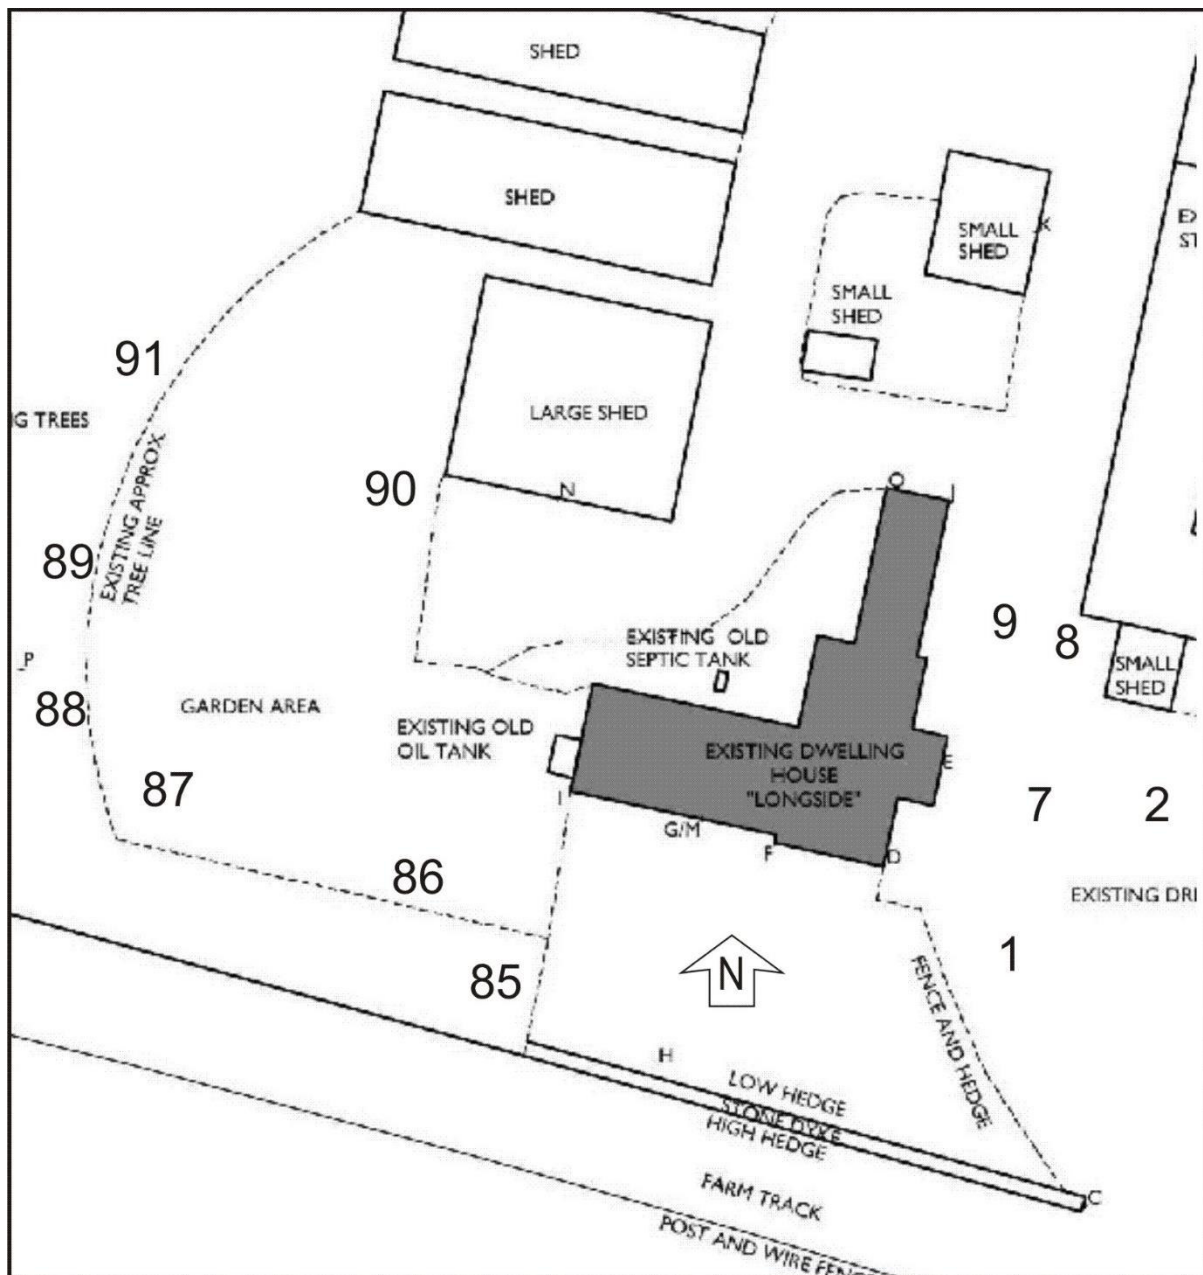 SHED
SHED
SMALL
SHED
K
SMALL
SHED
91
LARGE SHED
G TREES
EXISTING APPROX
TREE LINE
90
N
O
J
89
9
8
EXISTING OLD
SEPTIC TANK
SMALL
SHED
P
88
GARDEN AREA
EXISTING OLD
OIL TANK
EXISTING DWELLING
HOUSE
"LONGSIDE"
E
87
I
7
2
G/M
F
D
86
EXISTING DRI
1
85
N
FENCE AND HEDGE
H
LOW HEDGE
STONE DYKE
HIGH HEDGE
C
FARM TRACK
POST AND WIRE FENC